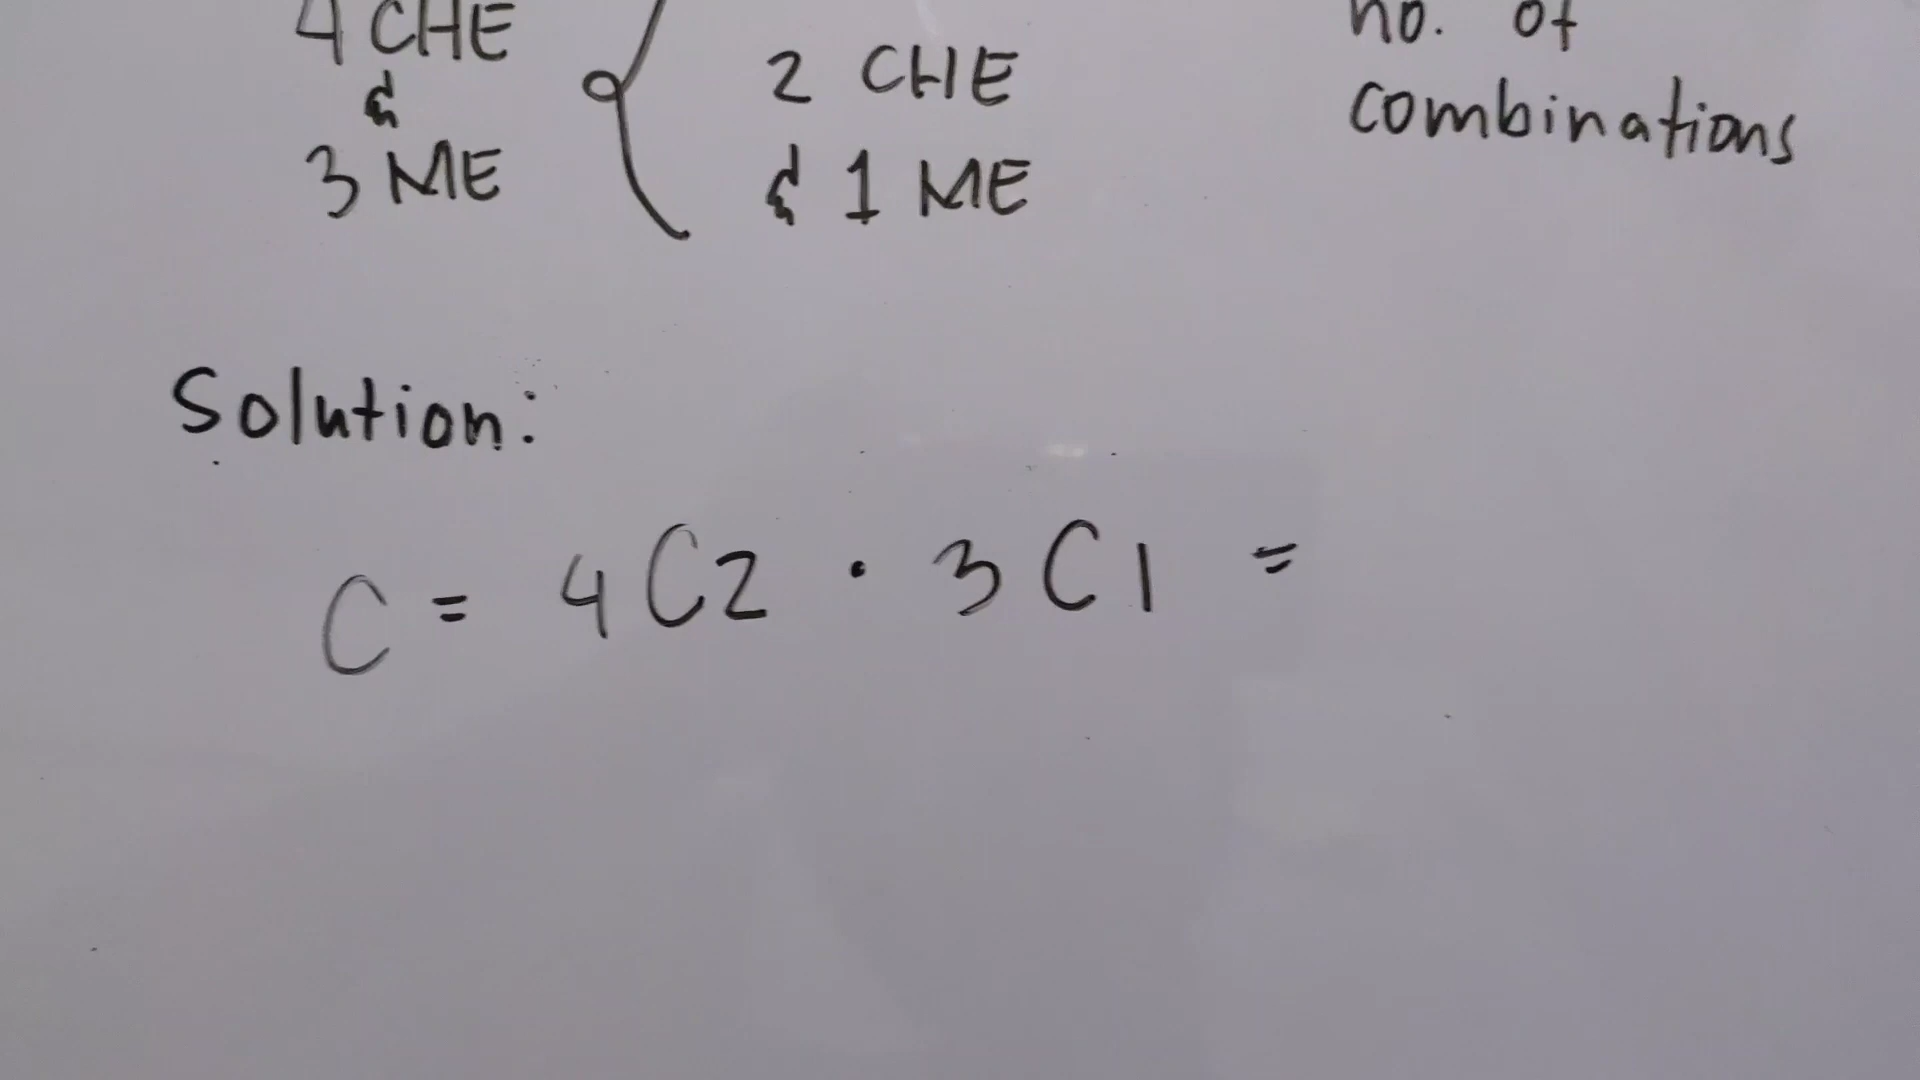 4 CHE
&
3 ME
2 CHE
& 1 ME
no. of
combinations
Solution:
C = 4C2 · 3C1 =